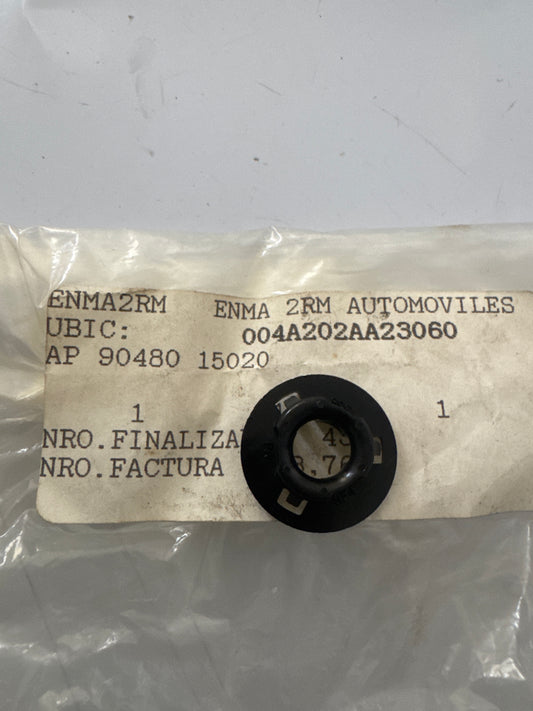 ENMA2RM ENMA 2RM AUTOMOVILES
UBIC: 004A202AA23060
AP 90480 15020
1 1
NRO.FINALIZA
NRO.FACTURA